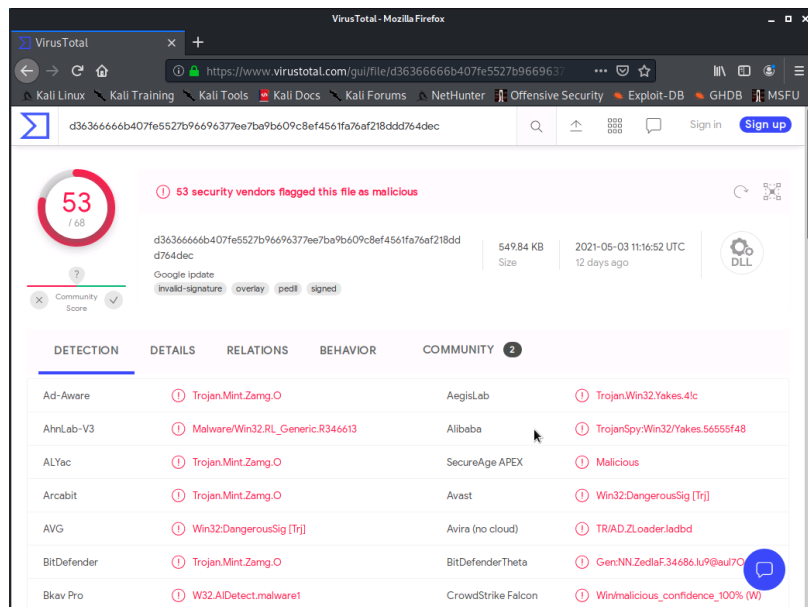 VirusTotal - Mozilla Firefox
VirusTotal
https://www.virustotal.com/gui/file/d36366666b407fe5527b9669637
Kali Linux Kali Training Kali Tools Kali Docs Kali Forums NetHunter Offensive Security Exploit-DB GHDB MSFU
d36366666b407fe5527b96696377ee7ba9b609c8ef4561fa76af218ddd764dec Sign in Sign up
53
/ 68
53 security vendors flagged this file as malicious
d36366666b407fe5527b96696377ee7ba9b609c8ef4561fa76af218dd
d764dec
Google ipdate
invalid-signature overlay pedll signed
549.84 KB
Size
2021-05-03 11:16:52 UTC
12 days ago
DLL
?
Community
Score
DETECTION DETAILS RELATIONS BEHAVIOR COMMUNITY 2
Ad-Aware Trojan.Mint.Zamg.O AegisLab Trojan.Win32.Yakes.4!c
AhnLab-V3 Malware/Win32.RL_Generic.R346613 Alibaba TrojanSpy:Win32/Yakes.56555f48
ALYac Trojan.Mint.Zamg.O SecureAge APEX Malicious
Arcabit Trojan.Mint.Zamg.O Avast Win32:DangerousSig [Trj]
AVG Win32:DangerousSig [Trj] Avira (no cloud) TR/AD.ZLoader.ladbd
BitDefender Trojan.Mint.Zamg.O BitDefenderTheta Gen:NN.ZedlaF.34686.lu9@aul7O
Bkav Pro W32.AIDetect.malware1 CrowdStrike Falcon Win/malicious_confidence_100% (W)